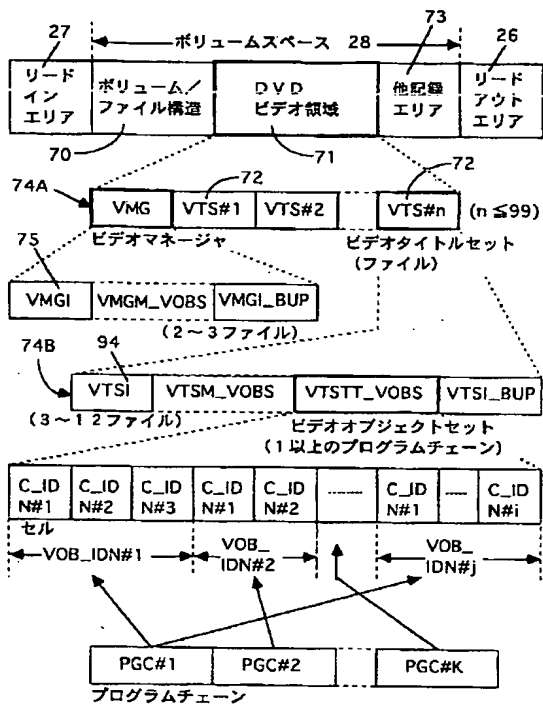 27
ボリュームスペース 28
73
26
リード
イン
エリア
ボリューム/
ファイル構造
DVD
ビデオ領域
他記録
エリア
リード
アウト
エリア
70
71
72
72
74A
VMG
VTS#1
VTS#2
VTS#n
(n≦99)
75
ビデオマネージャ
ビデオタイトルセット
(ファイル)
VMGI
VMGM_VOBS
VMGI_BUP
(2~3ファイル)
74B
94
VTSI
VTSM_VOBS
VTSTT_VOBS
VTSI_BUP
(3~12ファイル)
ビデオオブジェクトセット
(1以上のプログラムチェーン)
C_ID
N#1
C_ID
N#2
C_ID
N#3
C_ID
N#1
C_ID
N#2
C_ID
N#1
C_ID
N#i
セル
VOB_IDN#1
VOB_
IDN#2
VOB_
IDN#j
PGC#1
PGC#2
PGC#K
プログラムチェーン